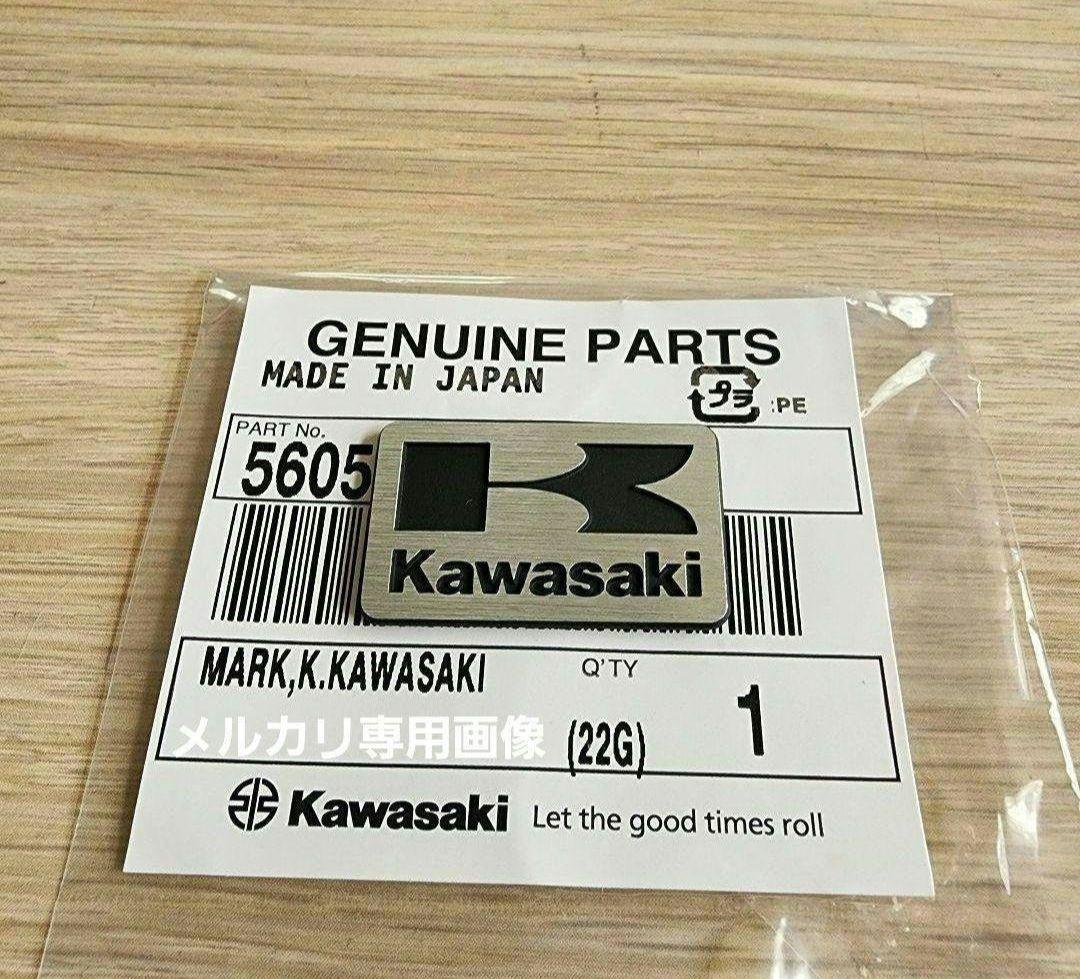 GENUINE PARTS
MADE IN JAPAN
プラ :PE
PART No.
5605
Kawasaki
MARK,K.KAWASAKI
Q'TY
1
メルカリ専用画像
(22G)
Kawasaki Let the good times roll